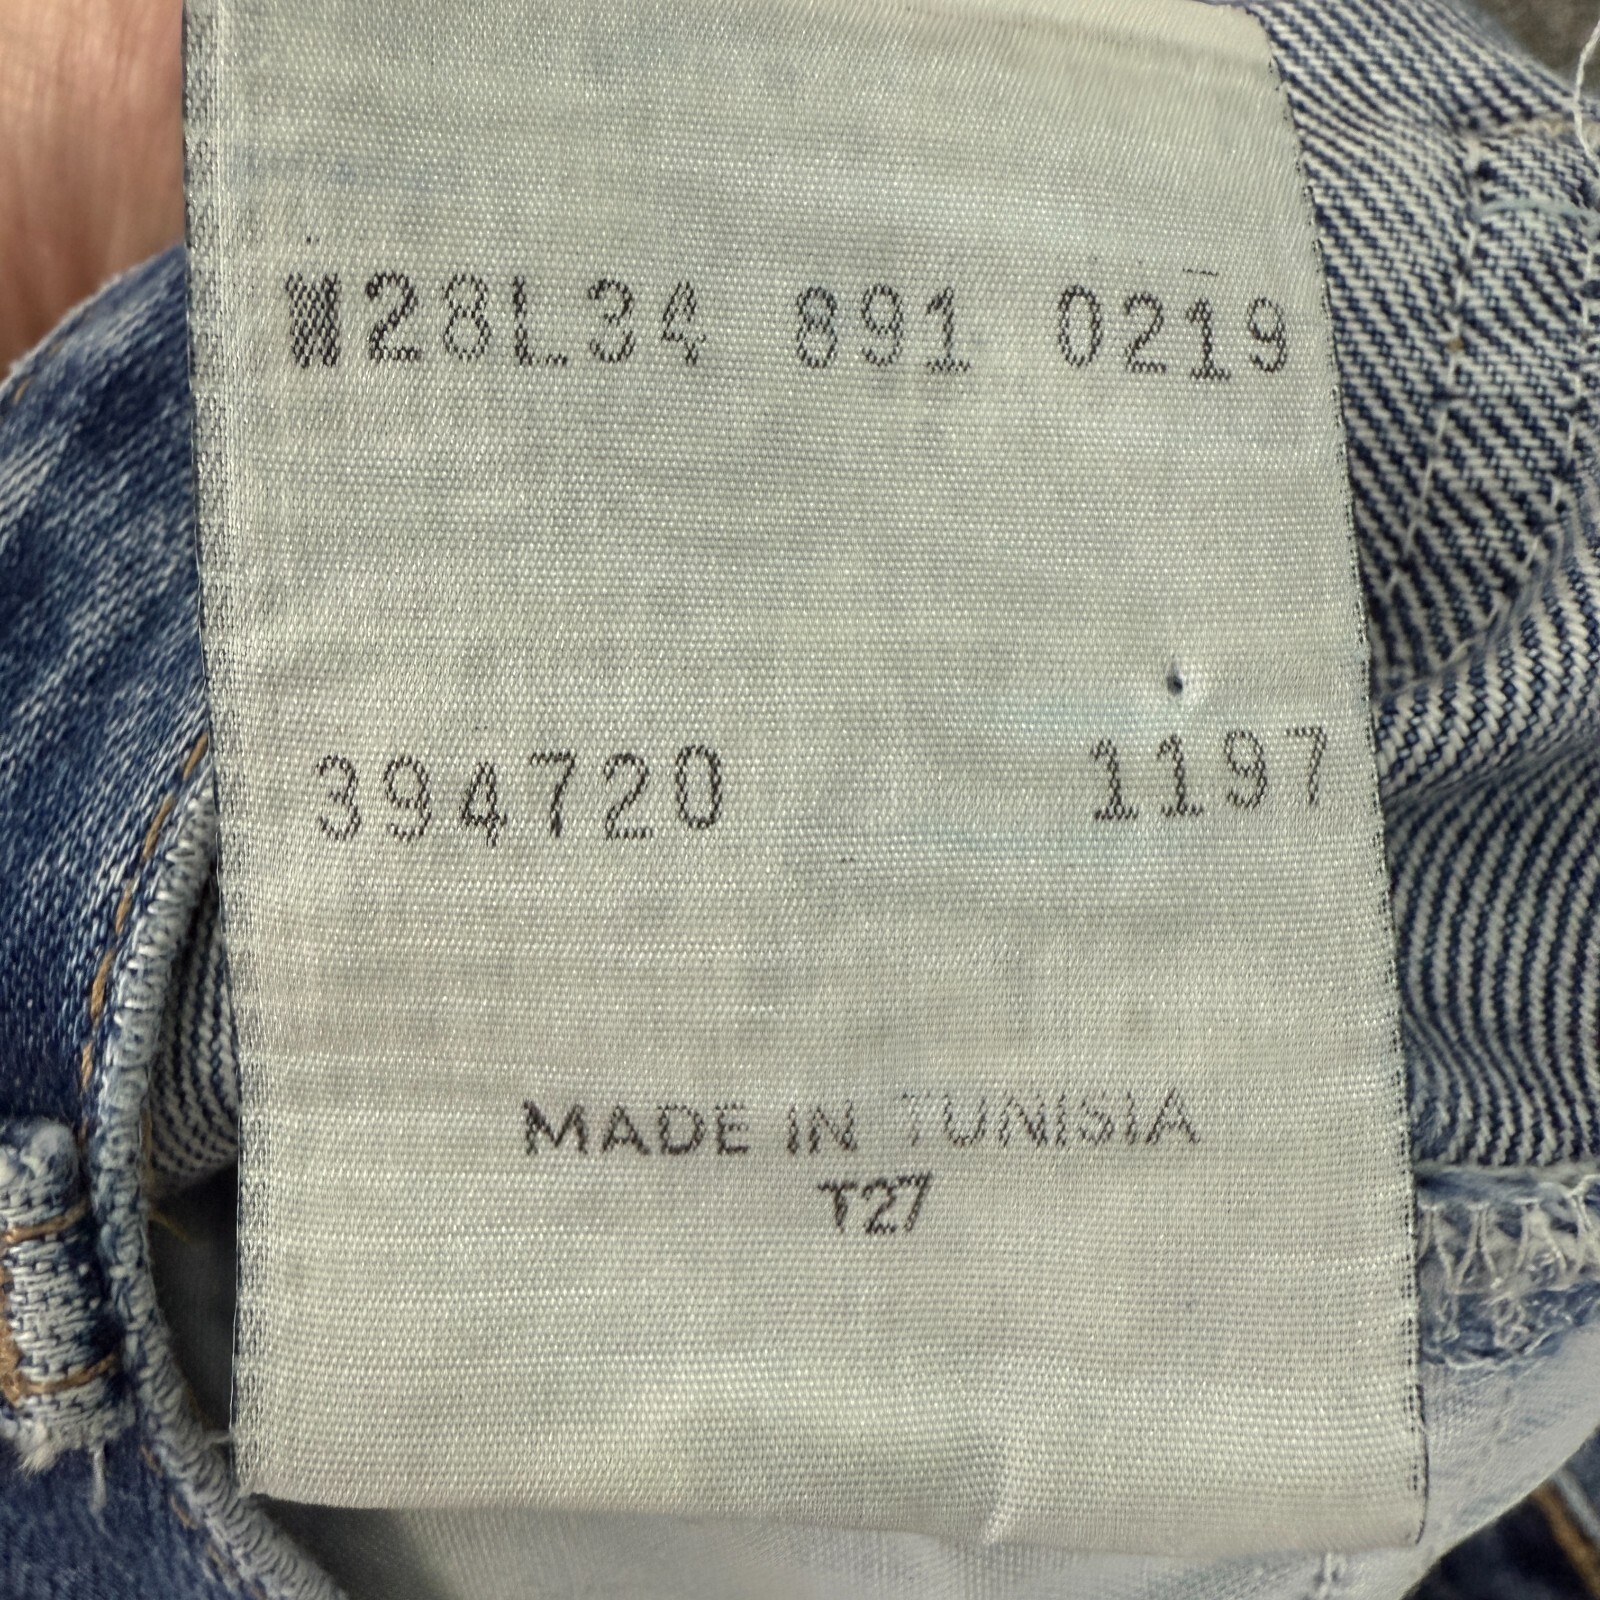 W28L34 891 0219
394720 1197
MADE IN TUNISIA
T27